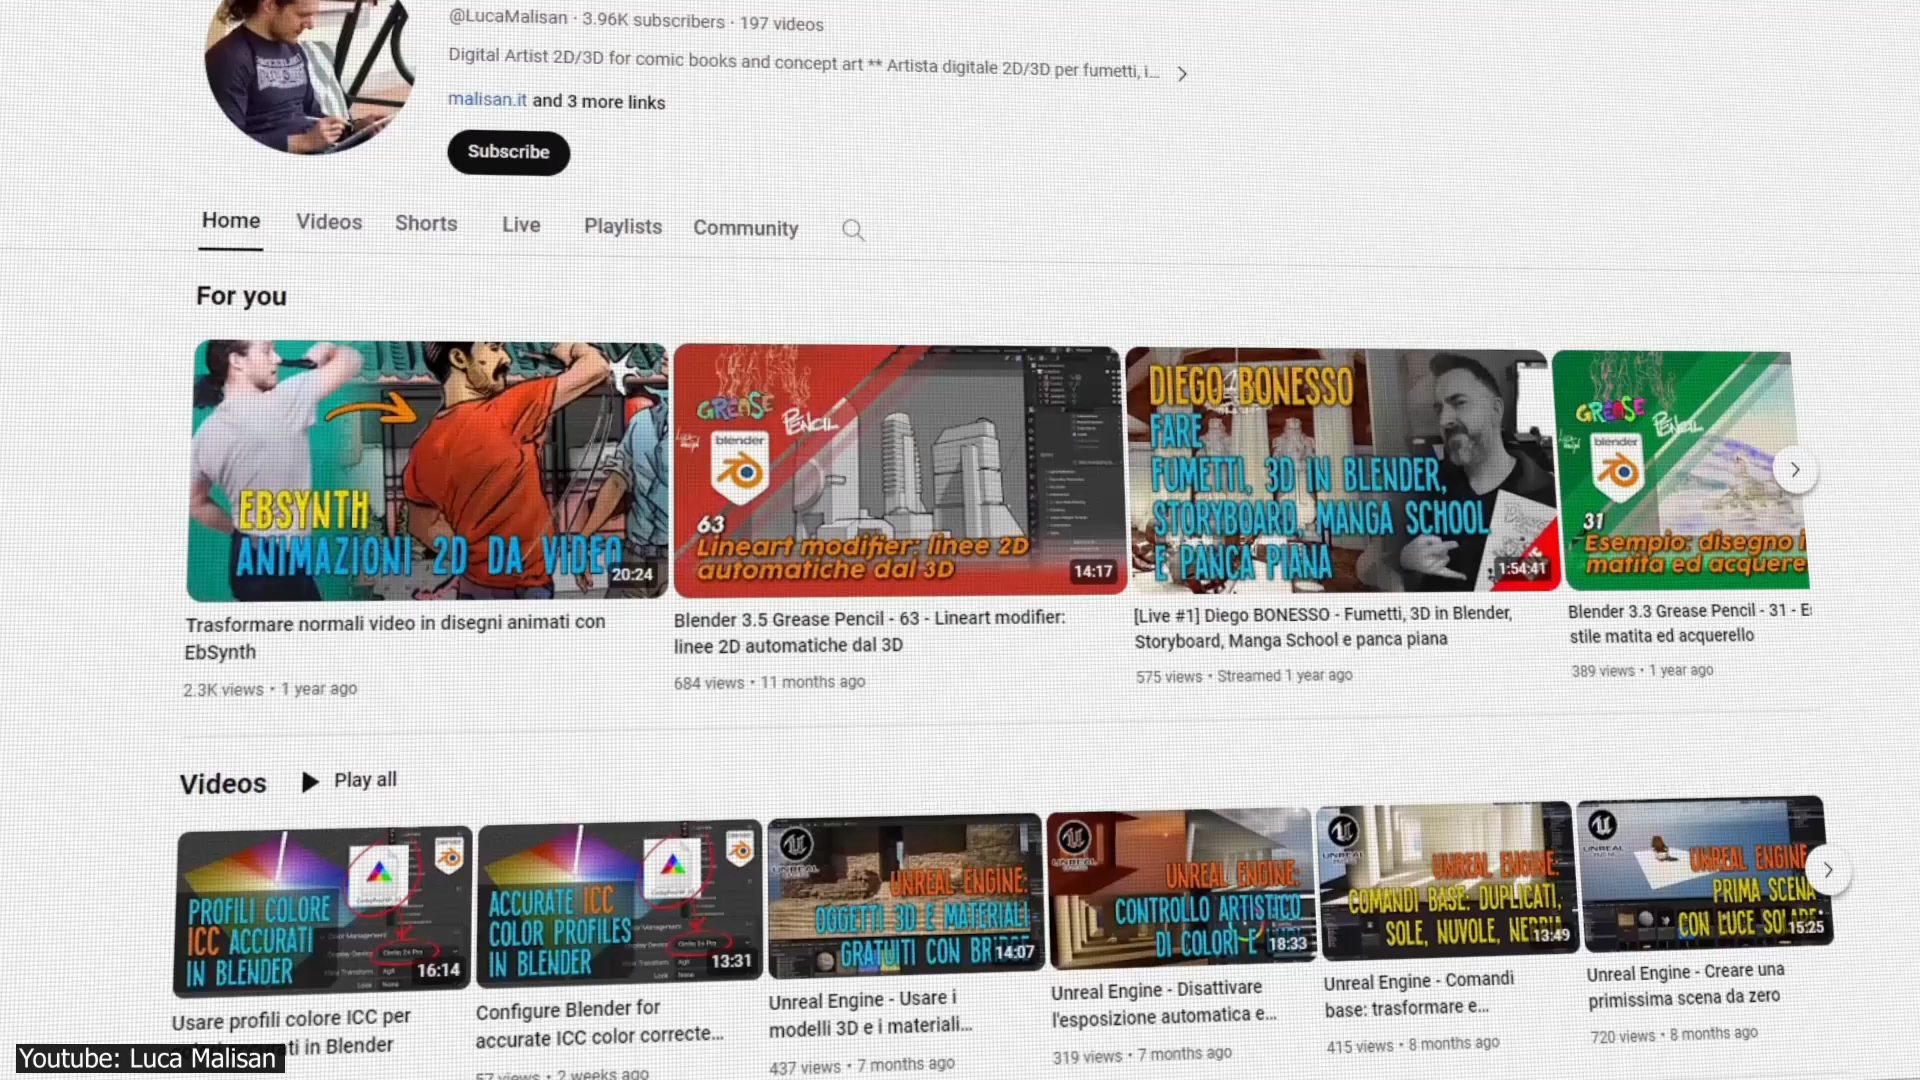 @LucaMalisan · 3.96K subscribers · 197 videos
Digital Artist 2D/3D for comic books and concept art ** Artista digitale 2D/3D per fumetti, i...
malisan.it and 3 more links
Subscribe
Home Videos Shorts Live Playlists Community
For you
EBSYNTH
ANIMAZIONI 2D DA VIDEO
20:24
Trasformare normali video in disegni animati con
EbSynth
2.3K views • 1 year ago
GREASE
PENCIL
blender
63
Lineart modifier: linee 2D
automatiche dal 3D
14:17
Blender 3.5 Grease Pencil - 63 - Lineart modifier:
linee 2D automatiche dal 3D
684 views • 11 months ago
DIEGO BONESSO
FARE
FUMETTI, 3D IN BLENDER,
STORYBOARD, MANGA SCHOOL
E PANCA PIANA
1:54:41
[Live #1] Diego BONESSO - Fumetti, 3D in Blender,
Storyboard, Manga School e panca piana
575 views • Streamed 1 year ago
GREASE
PENCIL
blender
31
Esempio: disegno i
matita ed acquere
Blender 3.3 Grease Pencil - 31 - E
stile matita ed acquerello
389 views • 1 year ago
Videos Play all
PROFILI COLORE
ICC ACCURATI
IN BLENDER
16:14
Usare profili colore ICC per
ti in Blender
ACCURATE ICC
COLOR PROFILES
IN BLENDER
13:31
Configure Blender for
accurate ICC color correcte...
57 views • 2 weeks ago
UNREAL
UNREAL ENGINE:
OGGETTI 3D E MATERIALI
GRATUITI CON BR
14:07
Unreal Engine - Usare i
modelli 3D e i materiali...
437 views • 7 months ago
UNREAL
UNREAL ENGINE:
CONTROLLO ARTISTICO
DI COLORI E
18:33
Unreal Engine - Disattivare
l'esposizione automatica e...
319 views • 7 months ago
UNREAL
UNREAL ENGINE:
COMANDI BASE: DUPLICATI,
SOLE, NUVOLE, NEBBIA
13:49
Unreal Engine - Comandi
base: trasformare e...
415 views • 8 months ago
UNREAL
UNREAL ENGINE
PRIMA SCENA
CON LUCE SOLARE
15:25
Unreal Engine - Creare una
primissima scena da zero
720 views • 8 months ago
Youtube: Luca Malisan